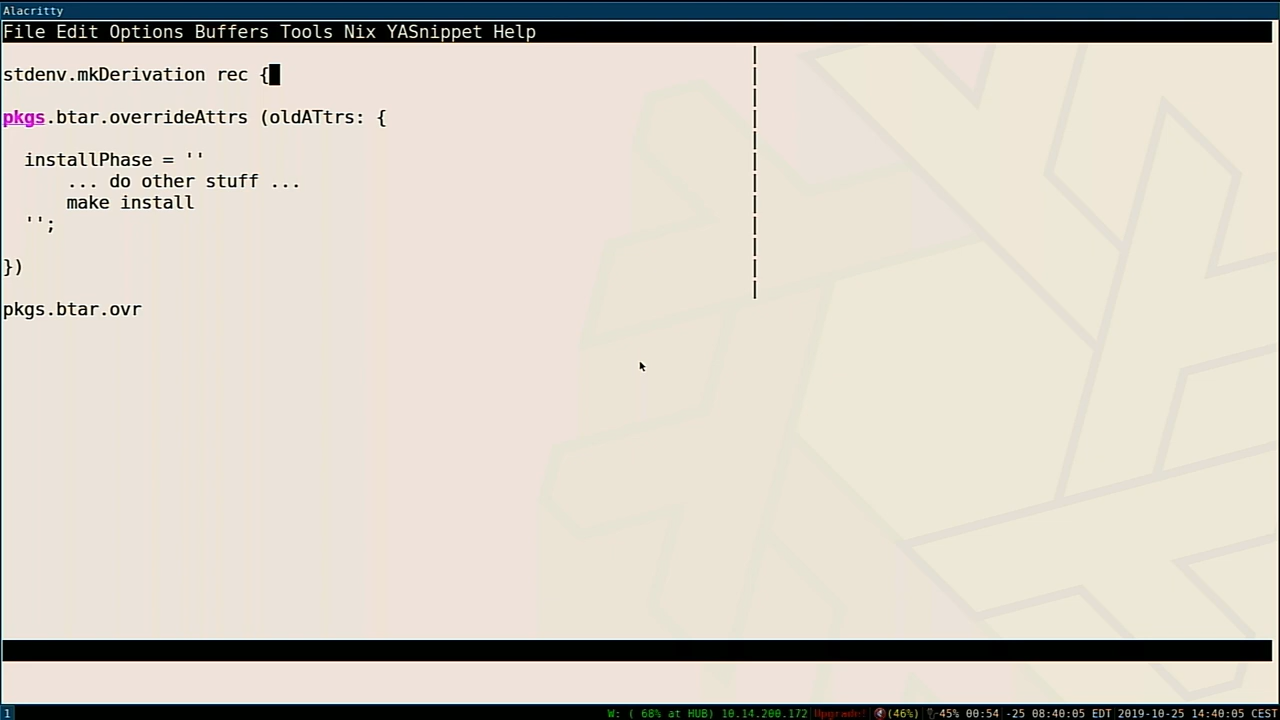 Alacritty
File Edit Options Buffers Tools Nix YASnippet Help
stdenv.mkDerivation rec {
pkgs.btar.overrideAttrs (oldATtrs: {
installPhase = ''
... do other stuff ...
make install
'';
})
pkgs.btar.ovr
1 W: ( 68% at HUB) 10.14.200.172 Upgrade! (46%) 45% 00:54 -25 08:40:05 EDT 2019-10-25 14:40:05 CEST